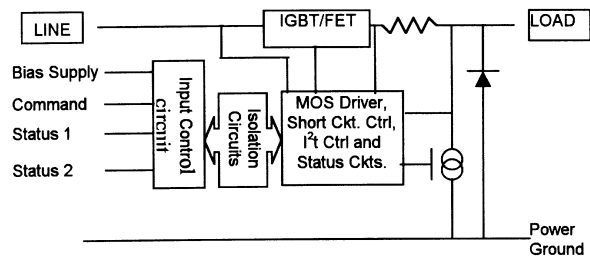 LINE
IGBT/FET
LOAD
Bias Supply
Command
Status 1
Status 2
Input Control
circnit
Isolation
Circuits
MOS Driver,
Short Ckt. Ctrl,
I²t Ctrl and
Status Ckts.
Power
Ground